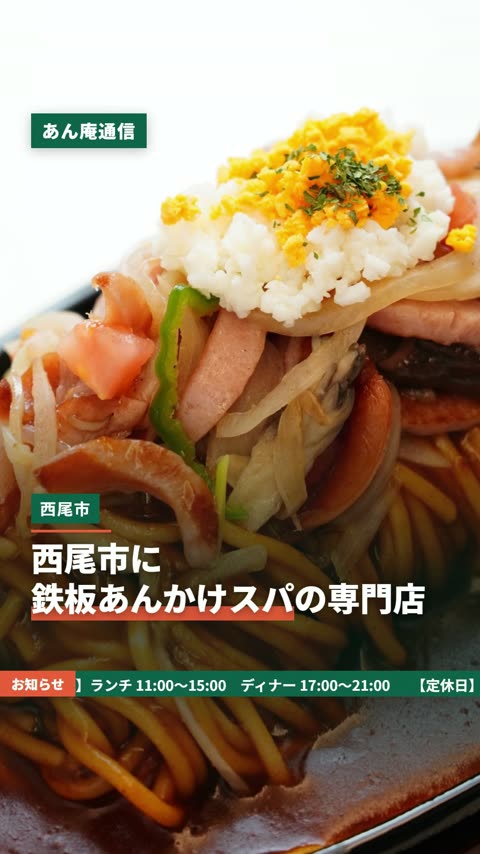 あん庵通信
西尾市
西尾市に
鉄板あんかけスパの専門店
お知らせ 】ランチ 11:00〜15:00　ディナー 17:00〜21:00　【定休日】